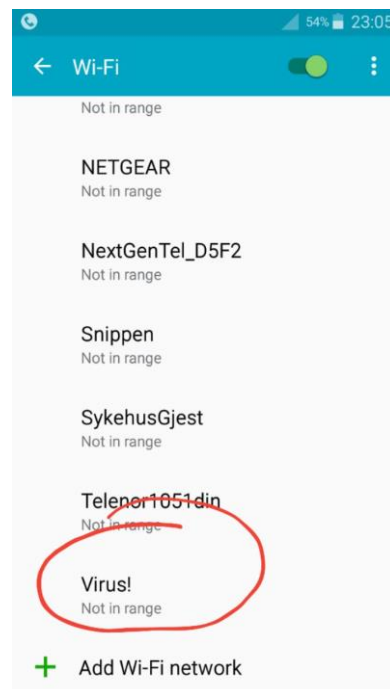 54% 23:05
Wi-Fi
Not in range
NETGEAR
Not in range
NextGenTel_D5F2
Not in range
Snippen
Not in range
SykehusGjest
Not in range
Telenor1051din
Not in range
Virus!
Not in range
Add Wi-Fi network